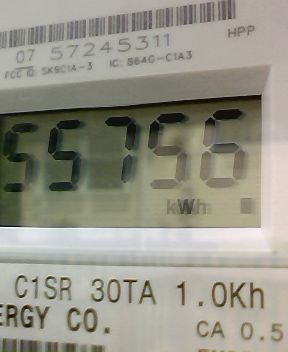 07 57245311
HPP
FCC ID: SK9C1A-3 IC: 864G-C1A3
55756
kWh
C1SR 30TA 1.0Kh
ERGY CO.
CA 0.5